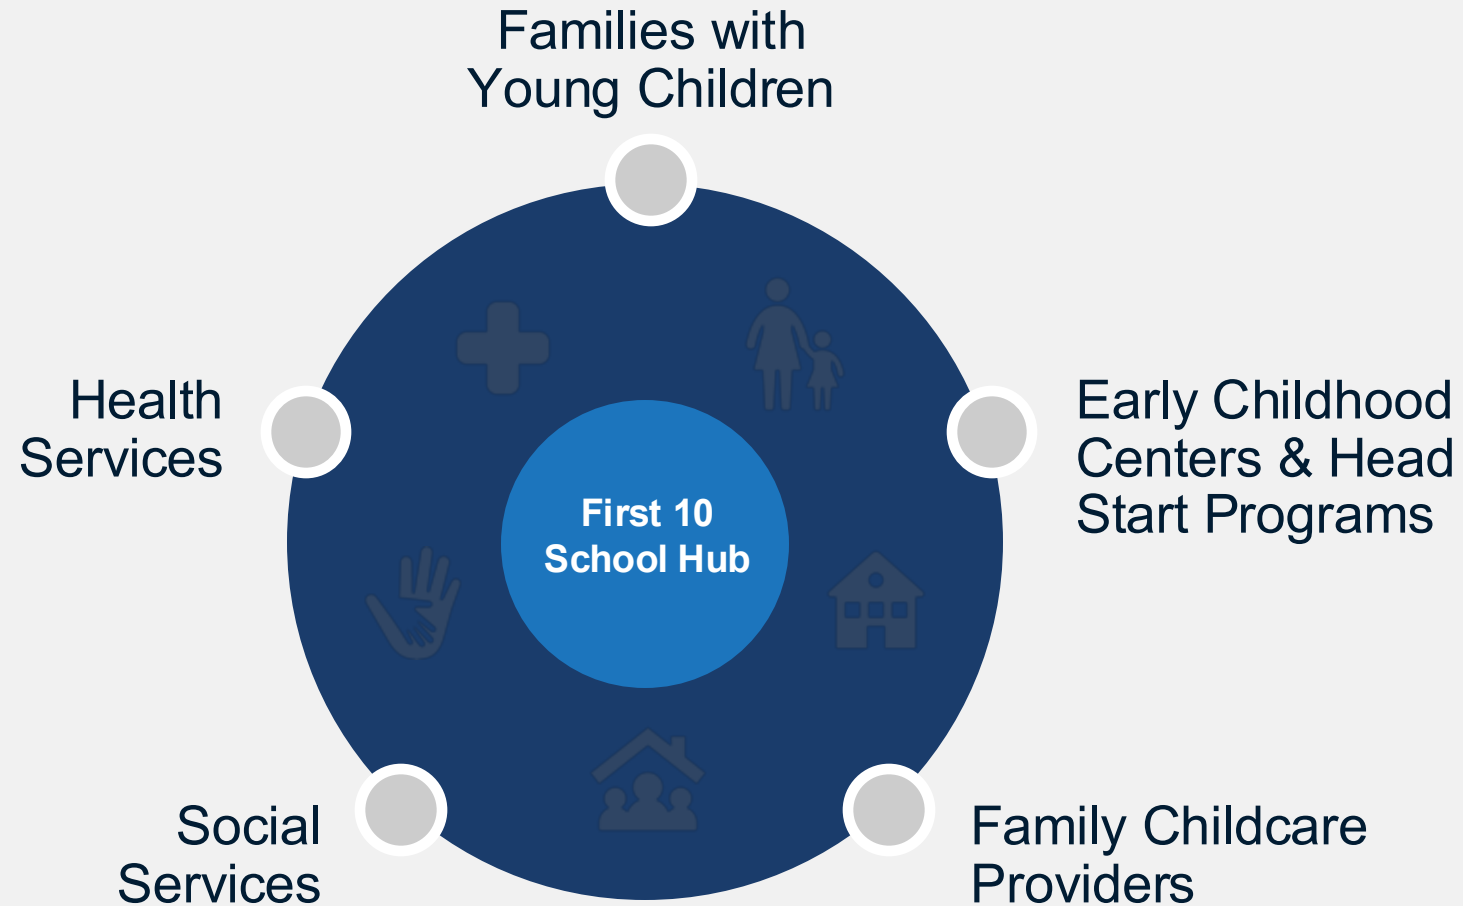 Families with
Young Children
Health
Services
Early Childhood
Centers & Head
Start Programs
First 10
School Hub
Social
Services
Family Childcare
Providers